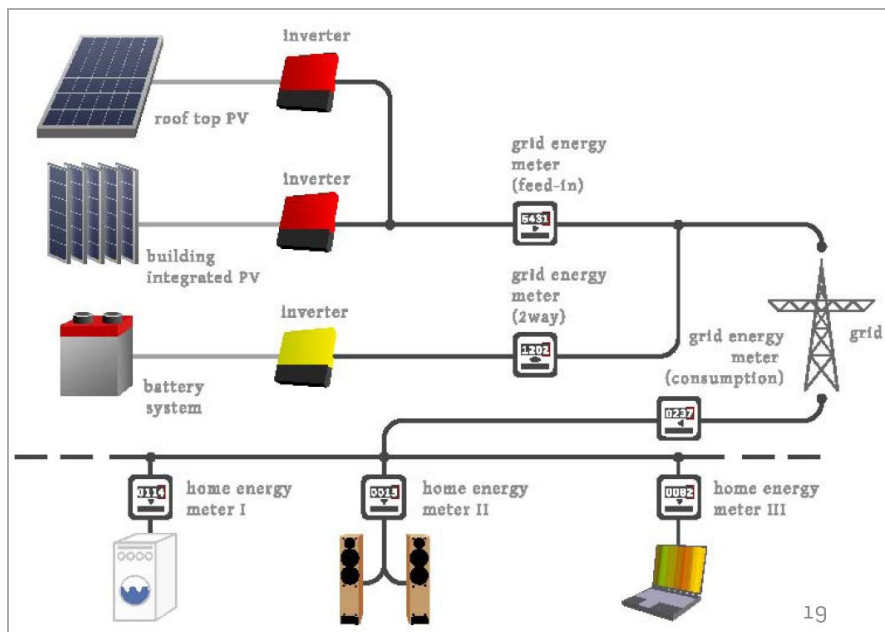 inverter
roof top PV
grid energy
meter
(feed-in)
5431
inverter
building
integrated PV
grid energy
meter
(2way)
1202
inverter
battery
system
grid energy
meter
(consumption)
grid
0237
0114
home energy
meter I
0013
home energy
meter II
0082
home energy
meter III
19